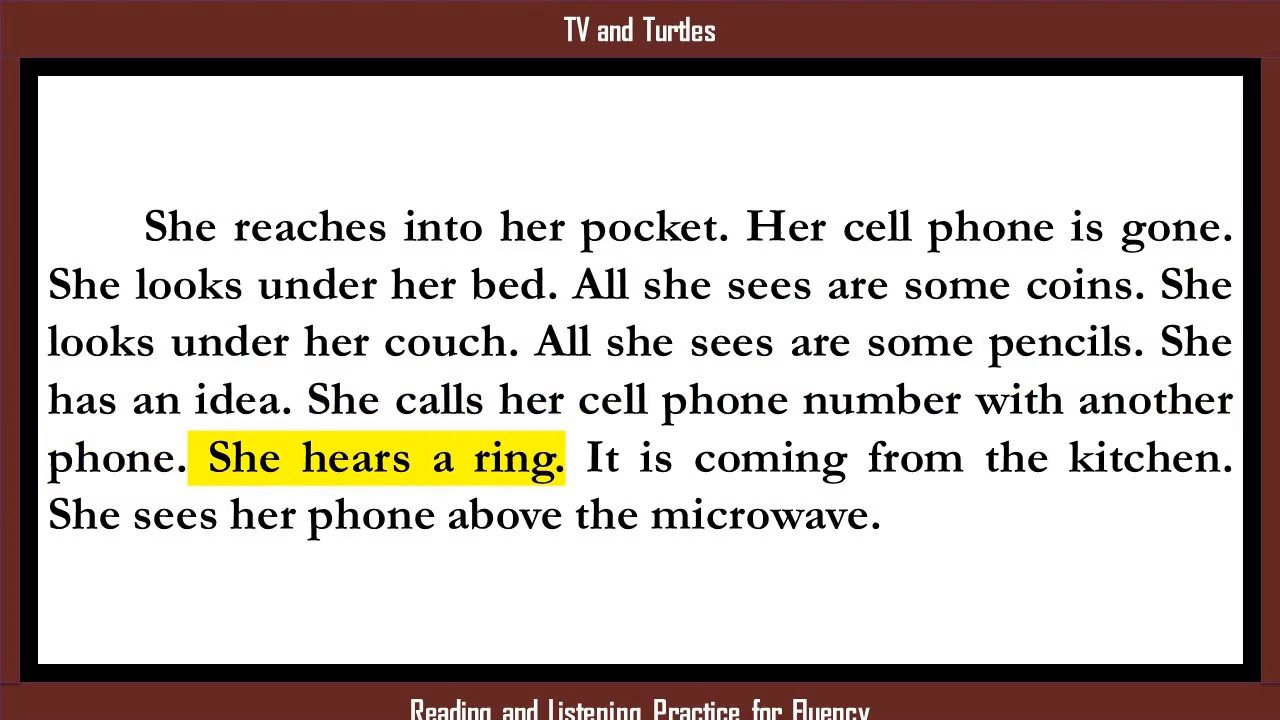 TV and Turtles
She reaches into her pocket. Her cell phone is gone.
She looks under her bed. All she sees are some coins. She
looks under her couch. All she sees are some pencils. She
has an idea. She calls her cell phone number with another
phone. She hears a ring. It is coming from the kitchen.
She sees her phone above the microwave.
Reading and Listening Practice for Fluency